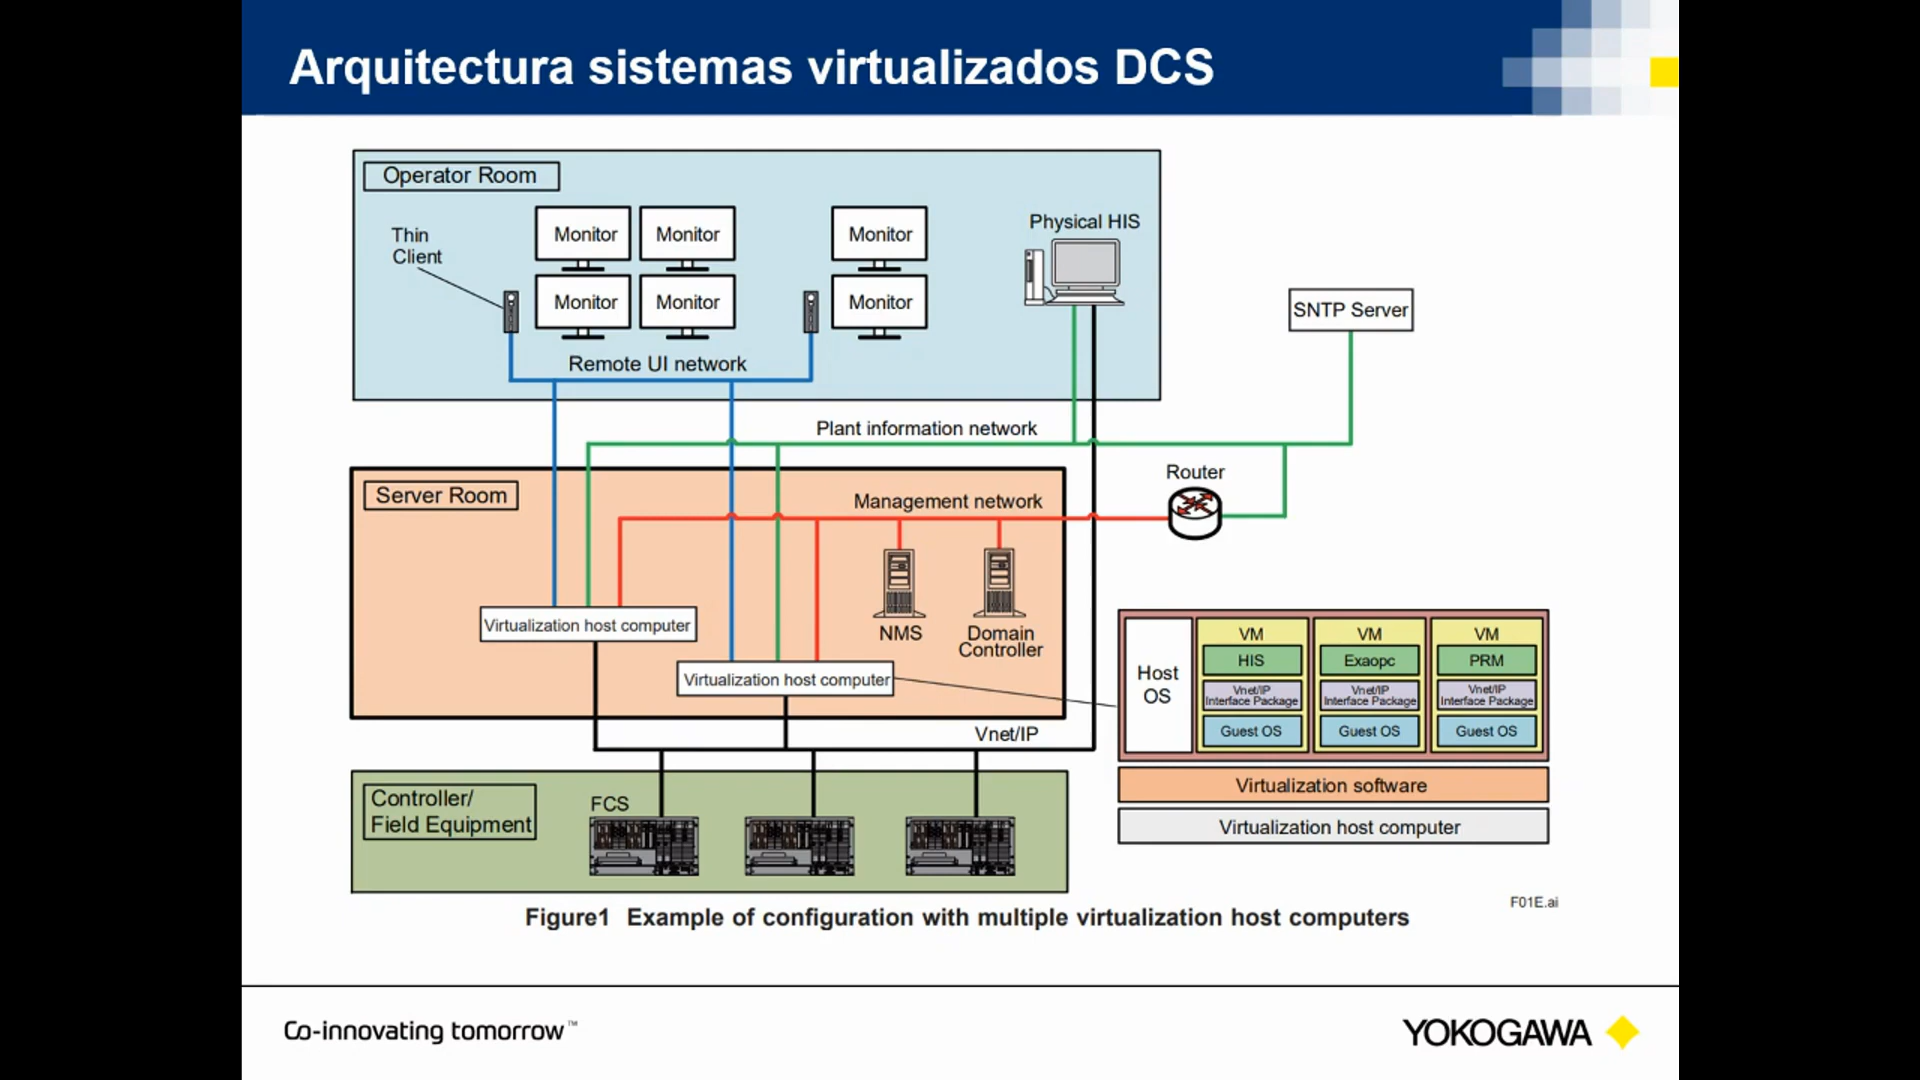 Arquitectura sistemas virtualizados DCS
Operator Room
Thin
Client
Monitor
Monitor
Monitor
Monitor
Monitor
Monitor
Physical HIS
Remote UI network
SNTP Server
Plant information network
Router
Server Room
Management network
NMS
Domain
Controller
Virtualization host computer
Virtualization host computer
Vnet/IP
Controller/
Field Equipment
FCS
Host
OS
VM
HIS
Vnet/IP
Interface Package
Guest OS
VM
Exaopc
Vnet/IP
Interface Package
Guest OS
VM
PRM
Vnet/IP
Interface Package
Guest OS
Virtualization software
Virtualization host computer
F01E.ai
Figure1 Example of configuration with multiple virtualization host computers
Co-innovating tomorrow™
YOKOGAWA